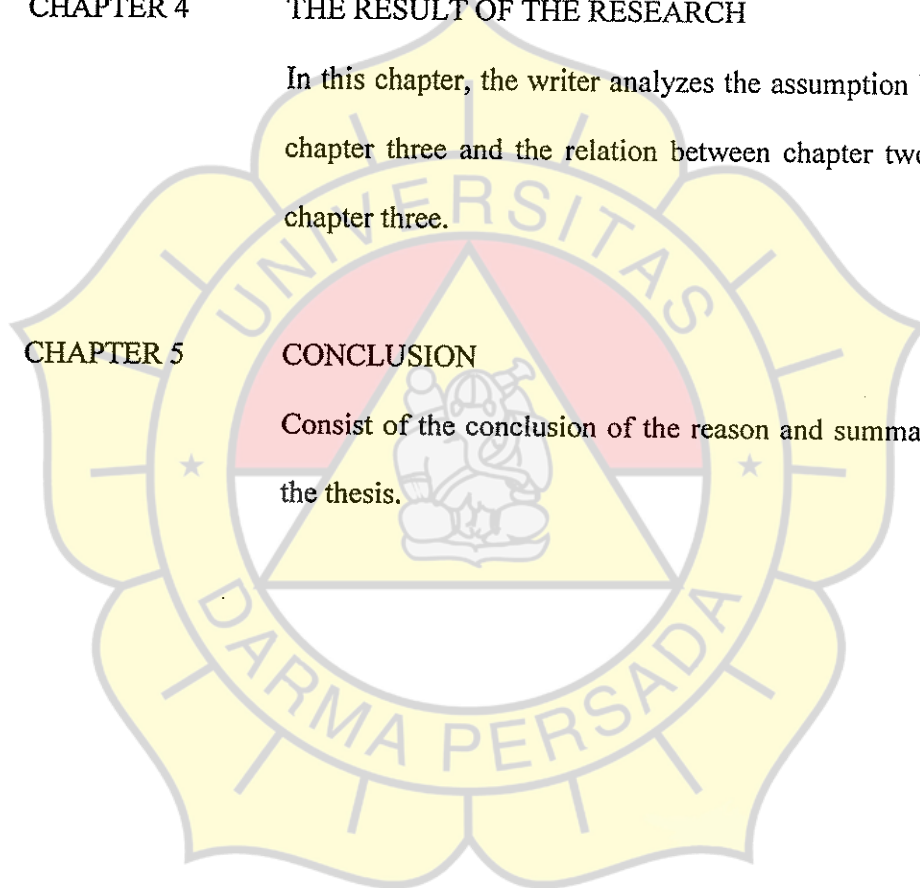 CHAPTER 4 THE RESULT OF THE RESEARCH
In this chapter, the writer analyzes the assumption
chapter three and the relation between chapter two
chapter three.
CHAPTER 5 CONCLUSION
Consist of the conclusion of the reason and summa
the thesis.
UNIVERSITAS
DARMA PERSADA